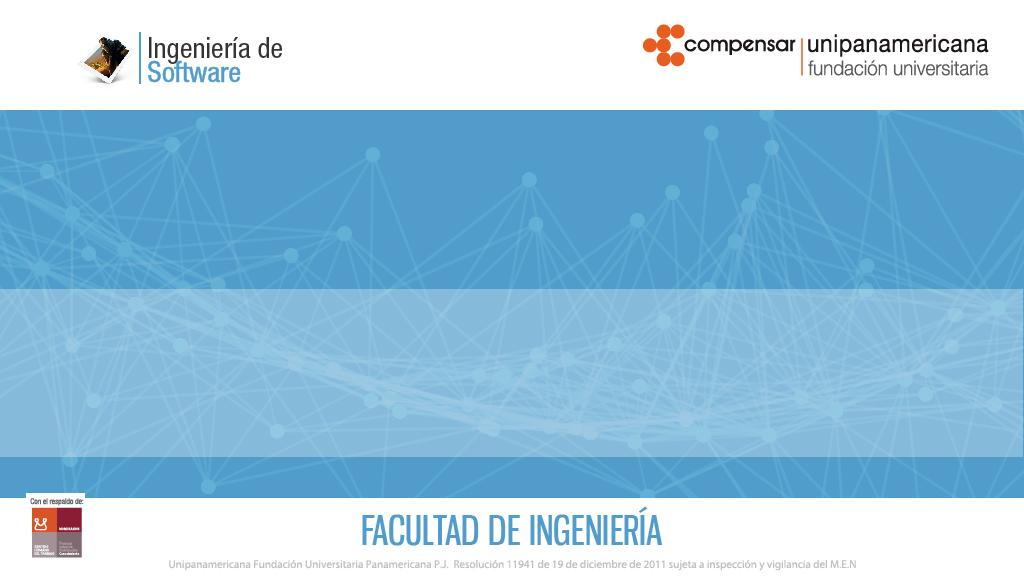 Ingeniería de
Software
compensar
unipanamericana
fundación universitaria
Con el respaldo de:
FACULTAD DE INGENIERÍA
Unipanamericana Fundación Universitaria Panamericana P.J. Resolución 11941 de 19 de diciembre de 2011 sujeta a inspección y vigilancia del M.E.N